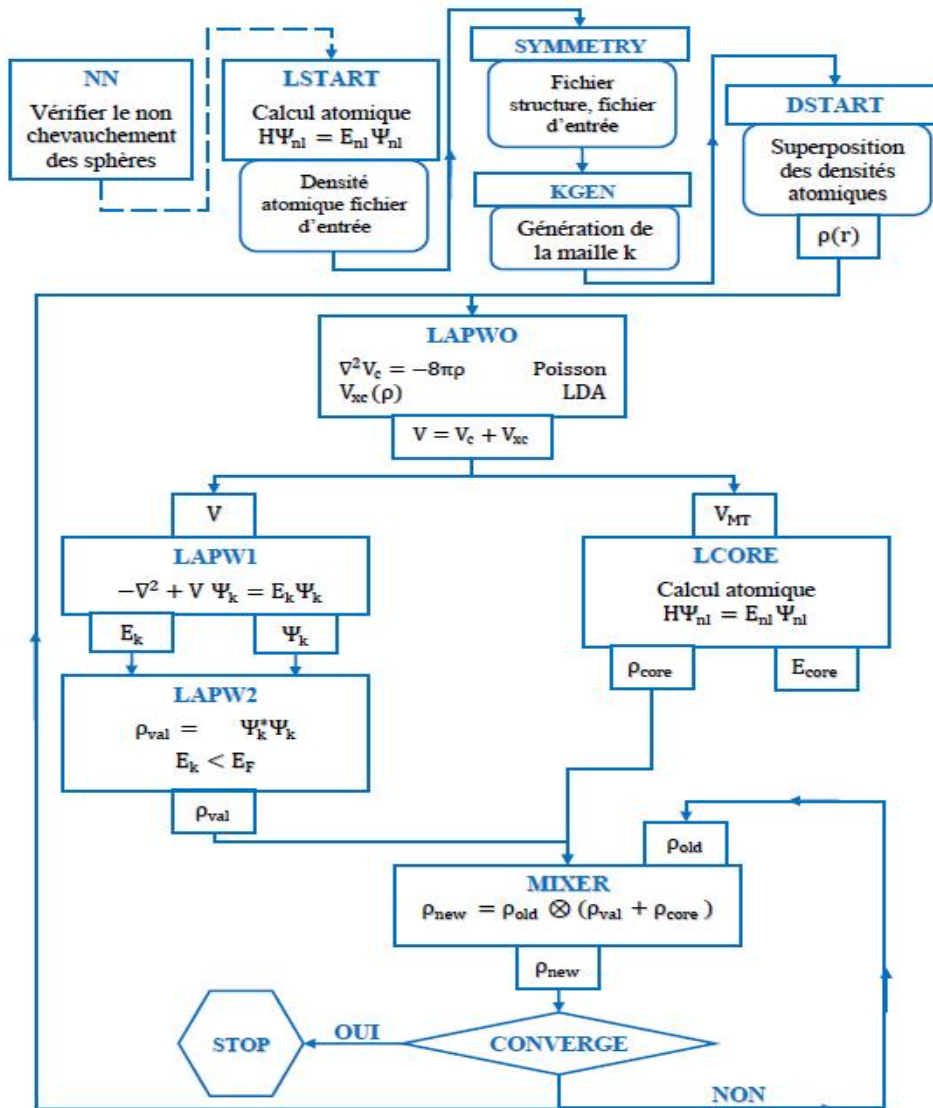 NN
Vérifier le non
chevauchement
des sphères
LSTART
Calcul atomique
HΨnl = EnlΨnl
Densité
atomique fichier
d'entrée
SYMMETRY
Fichier
structure, fichier
d'entrée
KGEN
Génération de
la maille k
DSTART
Superposition
des densités
atomiques
ρ(r)
LAPWO
∇²Vc = −8πρ Poisson
Vxc(ρ) LDA
V = Vc + Vxc
V
LAPW1
−∇² + V Ψk = EkΨk
Ek
Ψk
LAPW2
ρval = Ψk*Ψk
Ek < EF
ρval
VMT
LCORE
Calcul atomique
HΨnl = EnlΨnl
ρcore
Ecore
ρold
MIXER
ρnew = ρold ⊗ (ρval + ρcore)
ρnew
CONVERGE
OUI
STOP
NON